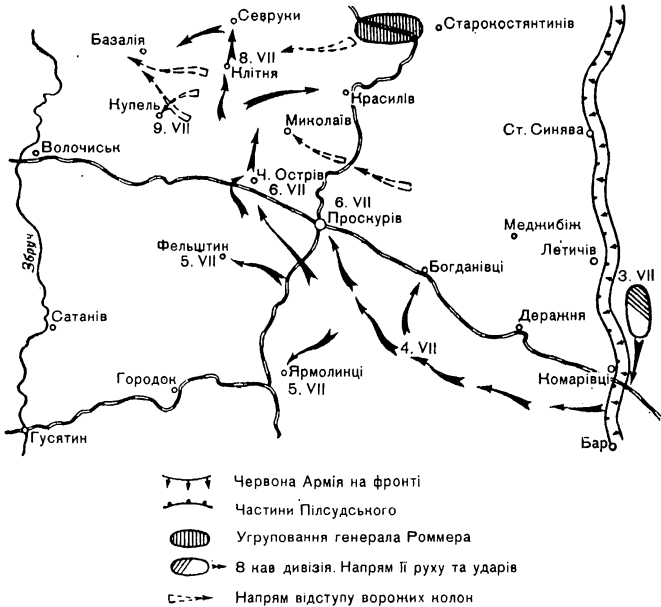 Севруки
Старокостянтинів
Базалія
8. VII
Клітня
Красилів
Купель
9. VII
Миколаїв
Ст. Синява
Волочиськ
Ч. Острів
6. VII
6. VII
Проскурів
Меджибіж
Збруч
Фельштин
5. VII
Летичів
Богданівці
3. VII
Сатанів
Деражня
4. VII
Ярмолинці
5. VII
Городок
Комарівці
Гусятин
Бар
Червона Армія на фронті
Частини Пілсудського
Угруповання генерала Роммера
8 кав дивізія. Напрям її руху та ударів
Напрям відступу ворожих колон